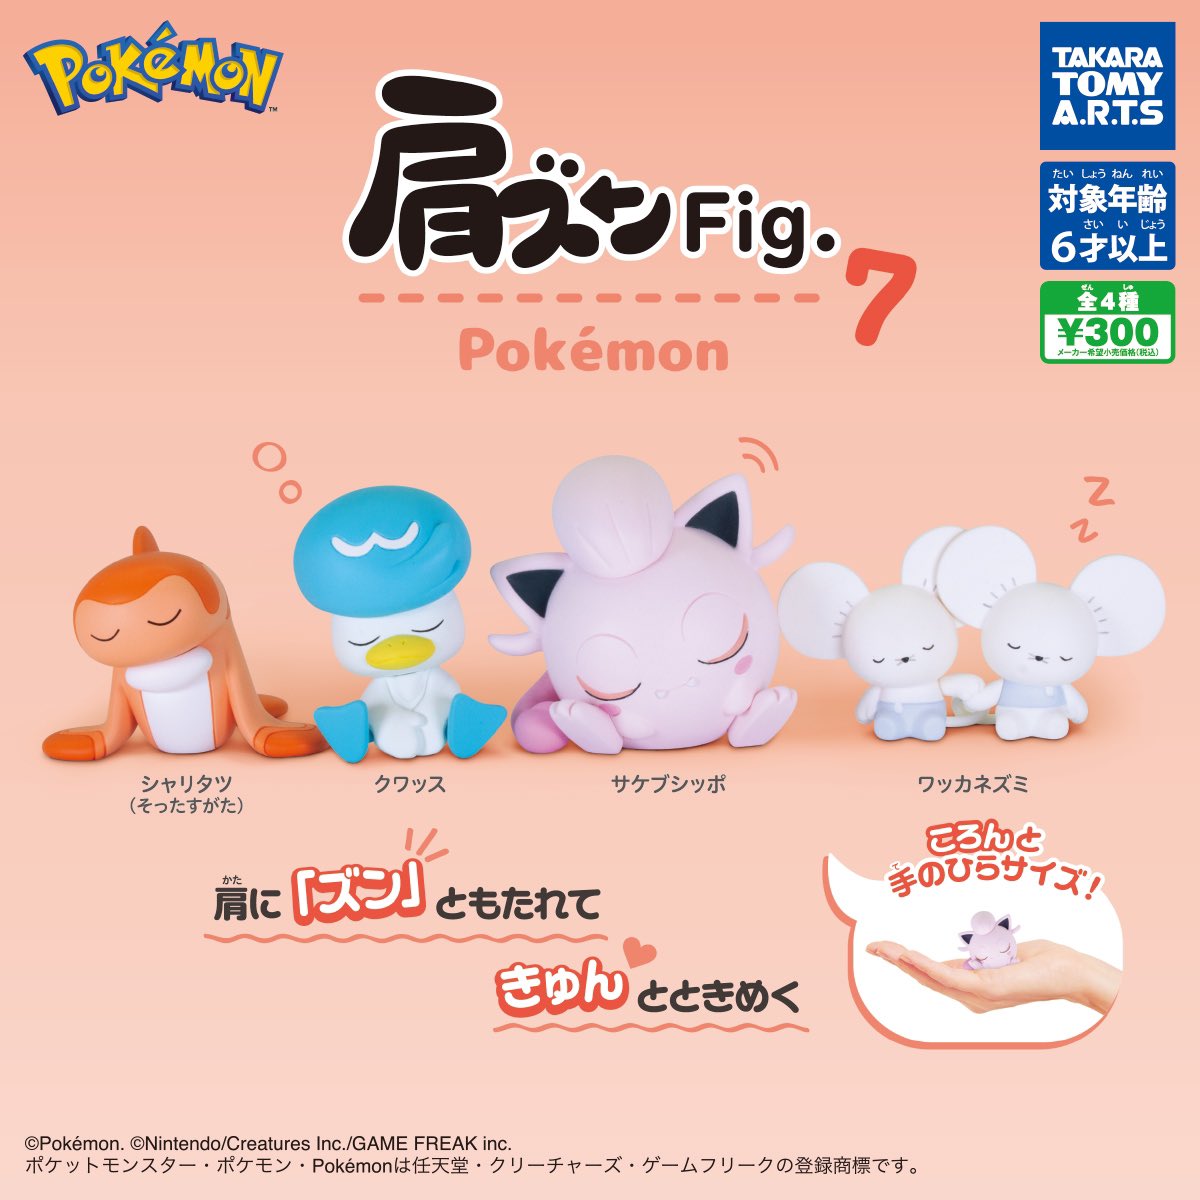 POKéMON
TM
肩ズンFig.
7
Pokémon
TAKARA
TOMY
A.R.T.S
たいしょうねんれい
対象年齢
さいいじょう
6才以上
ぜんしゅ
全4種
¥300
メーカー希望小売価格(税込)
Z
Z
シャリタツ
(そったすがた)
クワッス
サケブシッポ
ワッカネズミ
かた
肩に「ズン」ともたれて
きゅんとときめく
ころんと
て
手のひらサイズ!
©Pokémon. ©Nintendo/Creatures Inc./GAME FREAK inc.
ポケットモンスター・ポケモン・Pokémonは任天堂・クリーチャーズ・ゲームフリークの登録商標です。